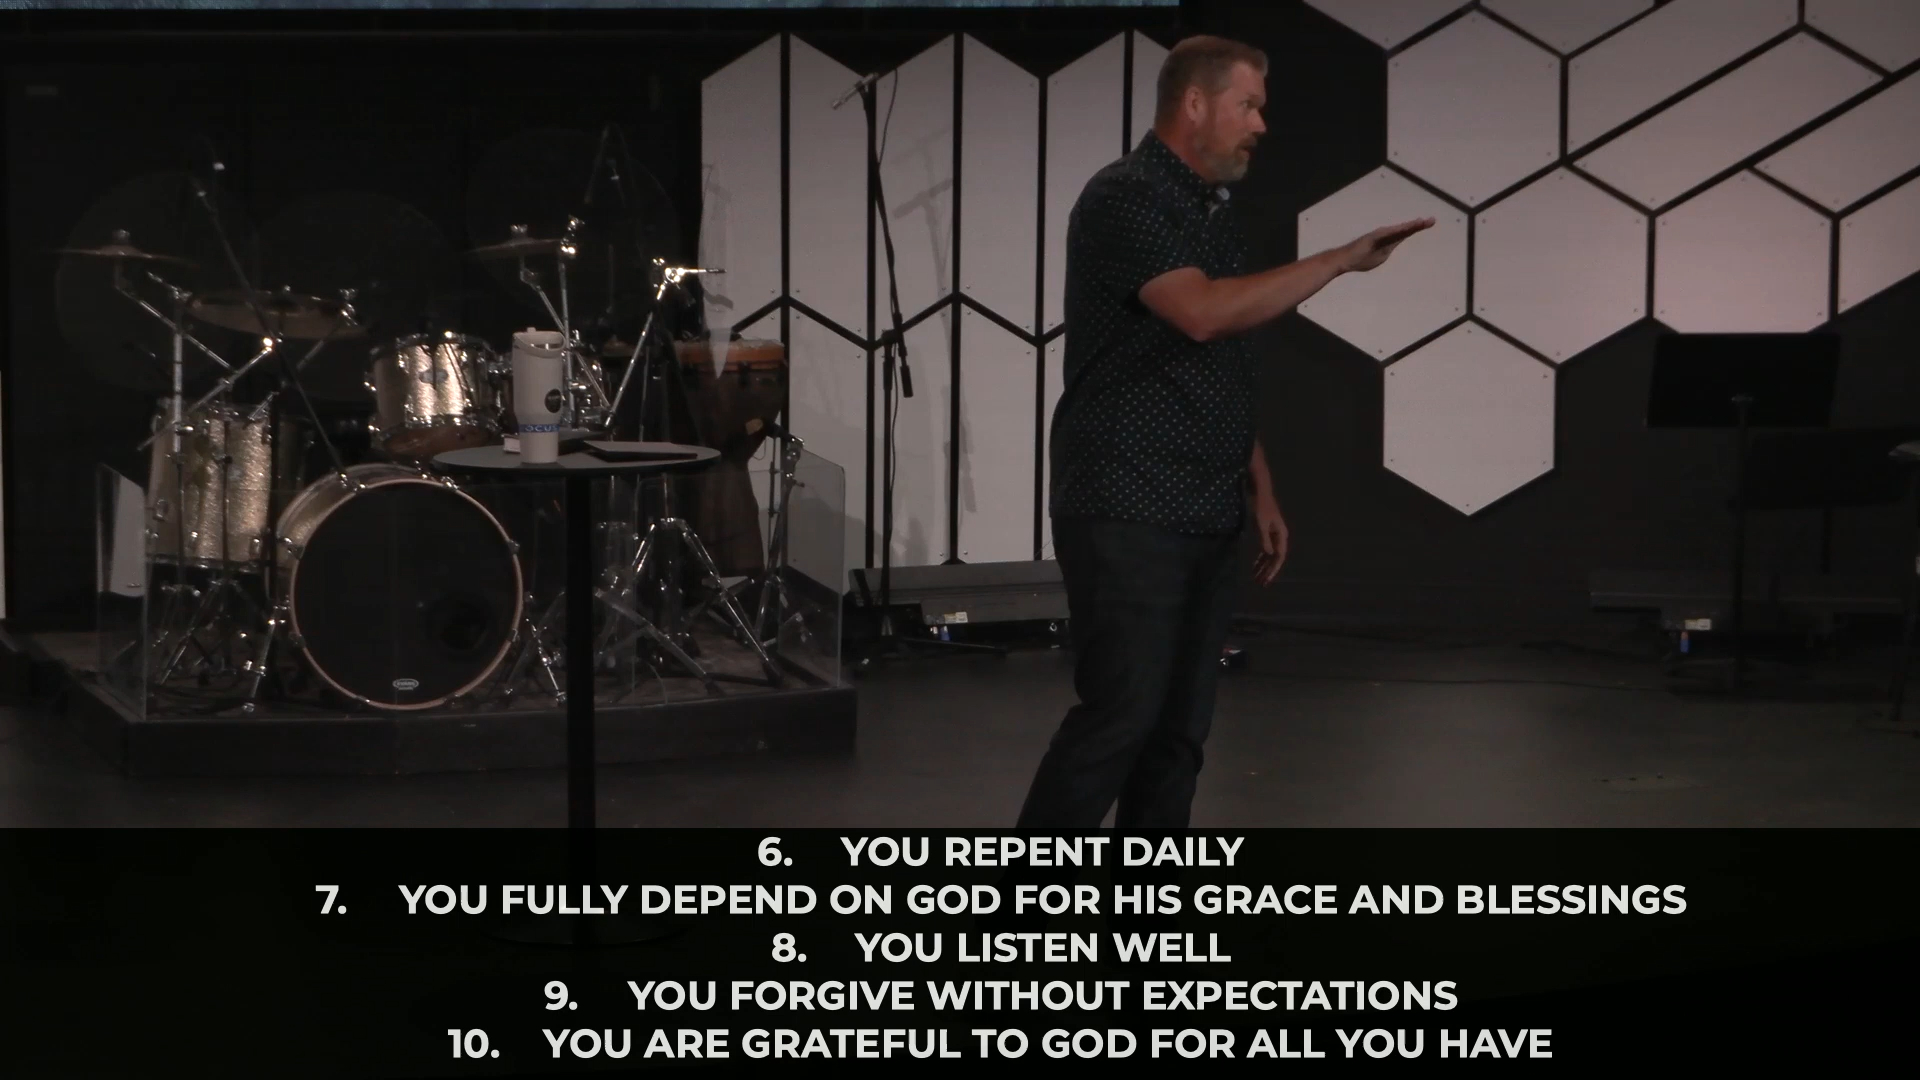 OCUS
6. YOU REPENT DAILY
7. YOU FULLY DEPEND ON GOD FOR HIS GRACE AND BLESSINGS
8. YOU LISTEN WELL
9. YOU FORGIVE WITHOUT EXPECTATIONS
10. YOU ARE GRATEFUL TO GOD FOR ALL YOU HAVE